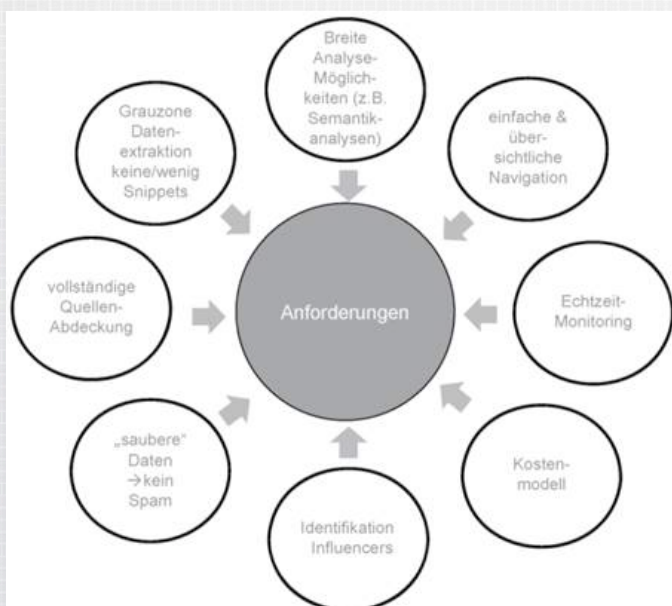 Breite
Analyse-
Möglich-
keiten (z.B.
Semantik-
analysen)
Grauzone
Daten-
extraktion
keine/wenig
Snippets
einfache &
über-
sichtliche
Navigation
vollständige
Quellen-
Abdeckung
Anforderungen
Echtzeit-
Monitoring
„saubere“
Daten
→kein
Spam
Kosten-
modell
Identifikation
Influencers